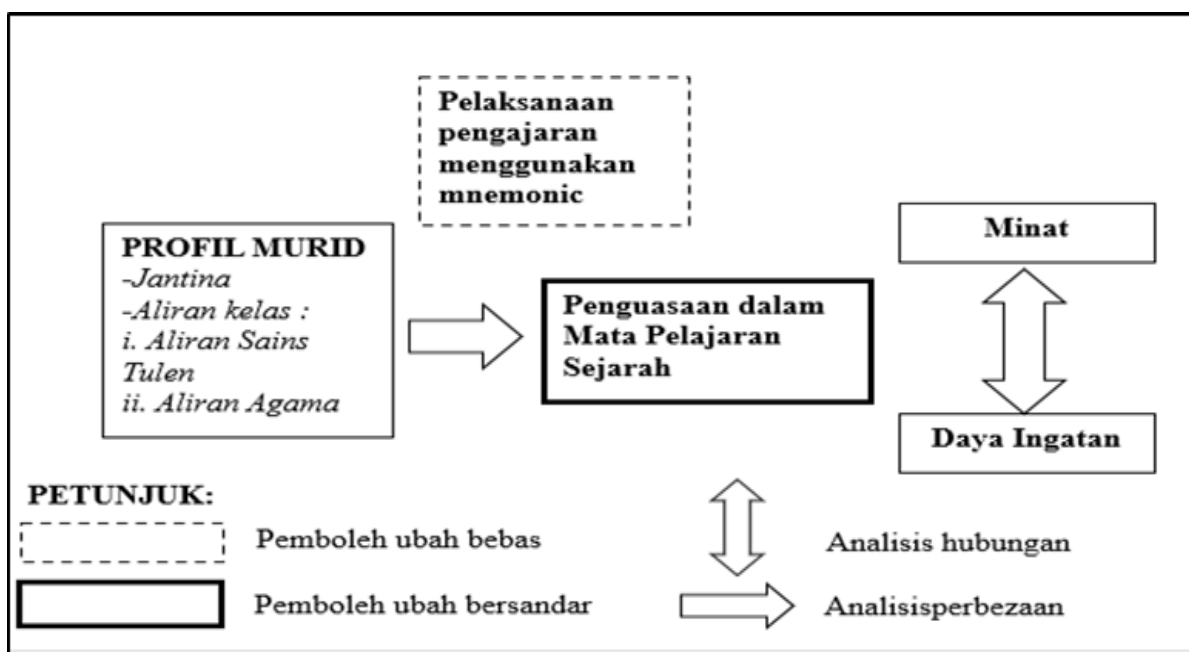 Pelaksanaan
pengajaran
menggunakan
mnemonic
PROFIL MURID
-Jantina
-Aliran kelas :
i. Aliran Sains
Tulen
ii. Aliran Agama
Penguasaan dalam
Mata Pelajaran
Sejarah
Minat
Daya Ingatan
PETUNJUK:
Pemboleh ubah bebas
Analisis hubungan
Pemboleh ubah bersandar
Analisisperbezaan